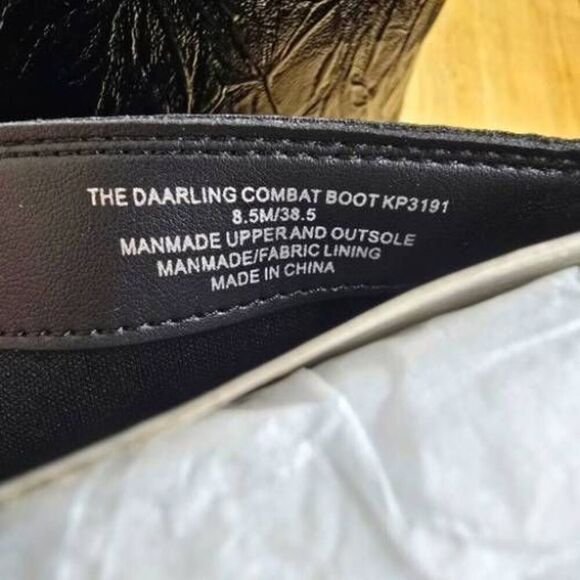 THE DAARLING COMBAT BOOT KP3191
8.5M/38.5
MANMADE UPPER AND OUTSOLE
MANMADE/FABRIC LINING
MADE IN CHINA